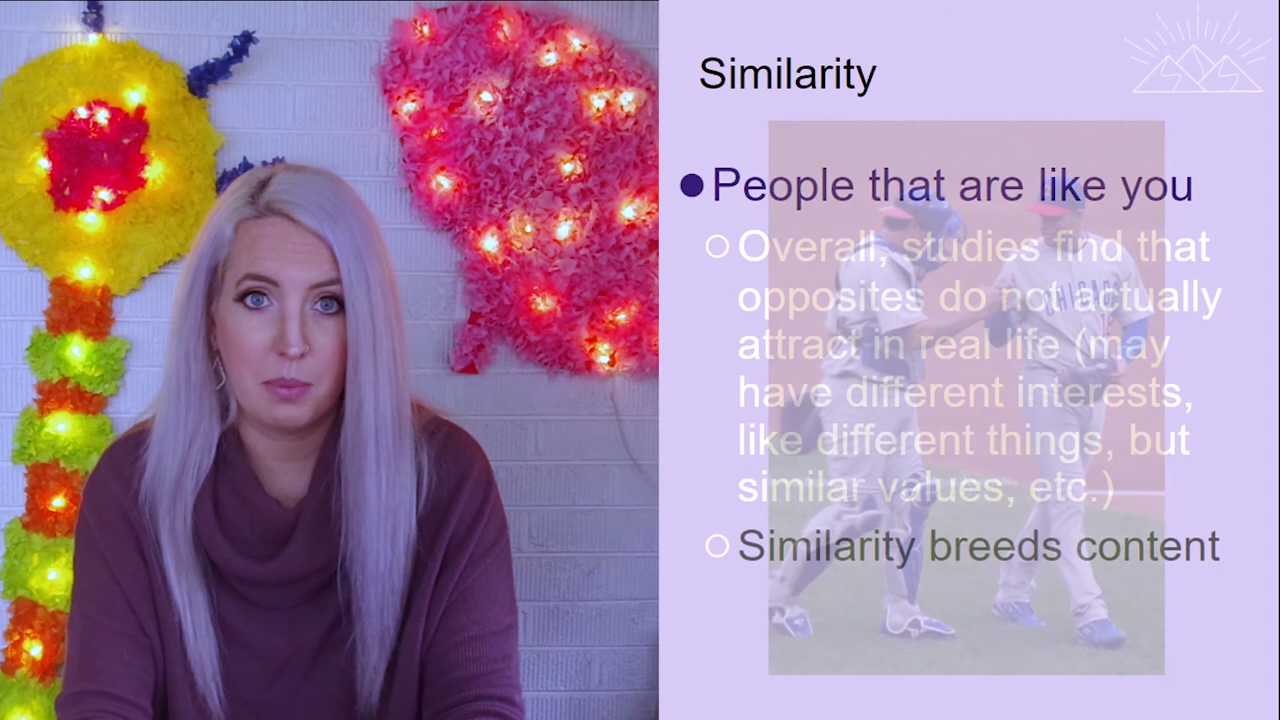 Similarity
People that are like you
Overall, studies find that
opposites do not actually
attract in real life (may
have different interests,
like different things, but
similar values, etc.)
Similarity breeds content
CHICAGO